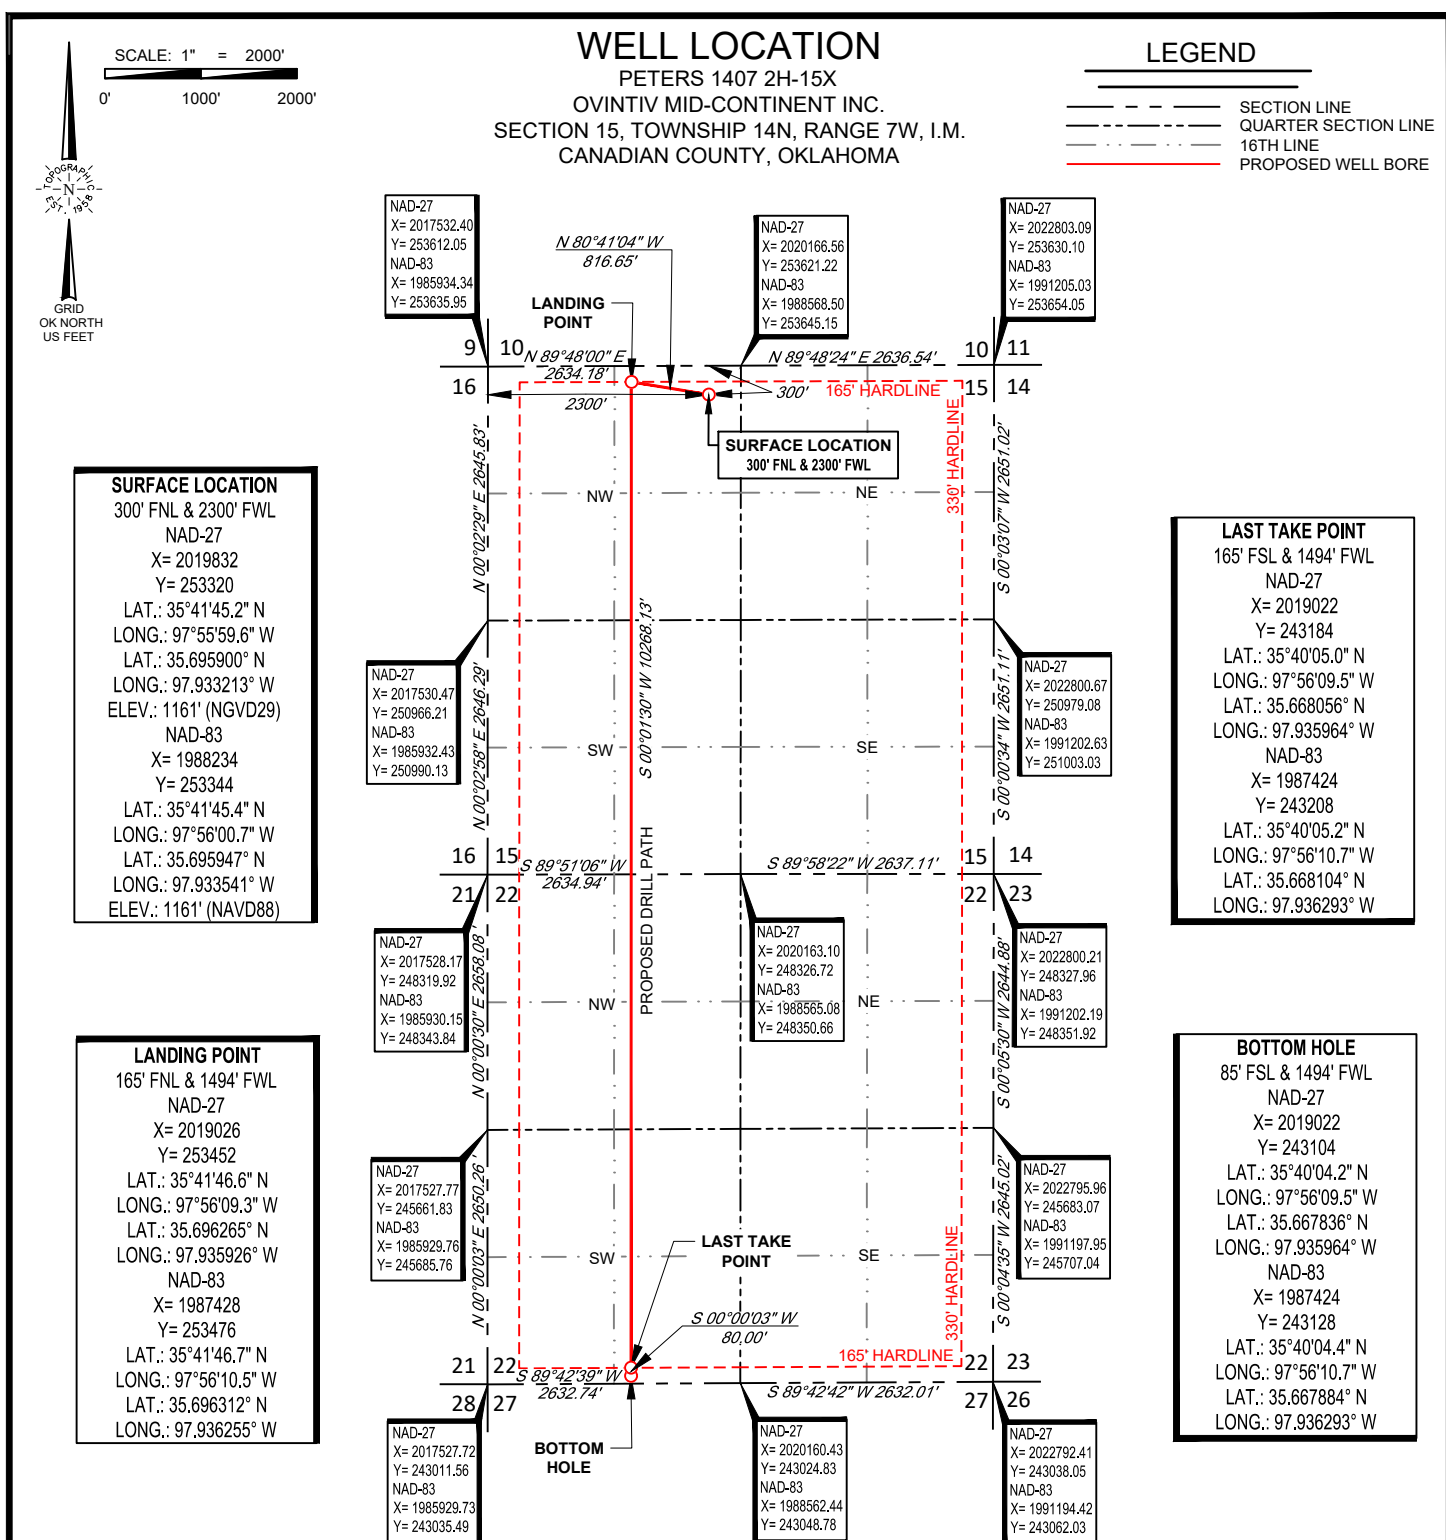 WELL LOCATION
PETERS 1407 2H-15X
OVINTIV MID-CONTINENT INC.
SECTION 15, TOWNSHIP 14N, RANGE 7W, I.M.
CANADIAN COUNTY, OKLAHOMA
SCALE: 1" = 2000'
0' 1000' 2000'
TOPOGRAPHIC
N
EST. 1958
GRID
OK NORTH
US FEET
LEGEND
SECTION LINE
QUARTER SECTION LINE
16TH LINE
PROPOSED WELL BORE
NAD-27
X= 2017532.40
Y= 253612.05
NAD-83
X= 1985934.34
Y= 253635.95
N 80°41'04" W
816.65'
LANDING
POINT
NAD-27
X= 2020166.56
Y= 253621.22
NAD-83
X= 1988568.50
Y= 253645.15
NAD-27
X= 2022803.09
Y= 253630.10
NAD-83
X= 1991205.03
Y= 253654.05
9 10
N 89°48'00" E
2634.18'
N 89°48'24" E 2636.54'
10 11
16
2300'
300'
165' HARDLINE
15 14
SURFACE LOCATION
300' FNL & 2300' FWL
330' HARDLINE
N 00°02'29" E 2645.83'
S 00°03'07" W 2651.02'
NW
NE
SURFACE LOCATION
300' FNL & 2300' FWL
NAD-27
X= 2019832
Y= 253320
LAT.: 35°41'45.2" N
LONG.: 97°55'59.6" W
LAT.: 35.695900° N
LONG.: 97.933213° W
ELEV.: 1161' (NGVD29)
NAD-83
X= 1988234
Y= 253344
LAT.: 35°41'45.4" N
LONG.: 97°56'00.7" W
LAT.: 35.695947° N
LONG.: 97.933541° W
ELEV.: 1161' (NAVD88)
NAD-27
X= 2017530.47
Y= 250966.21
NAD-83
X= 1985932.43
Y= 250990.13
N 00°02'58" E 2646.29'
SW
S 00°01'30" W 10268.13'
PROPOSED DRILL PATH
SE
S 00°00'34" W 2651.11'
NAD-27
X= 2022800.67
Y= 250979.08
NAD-83
X= 1991202.63
Y= 251003.03
LAST TAKE POINT
165' FSL & 1494' FWL
NAD-27
X= 2019022
Y= 243184
LAT.: 35°40'05.0" N
LONG.: 97°56'09.5" W
LAT.: 35.668056° N
LONG.: 97.935964° W
NAD-83
X= 1987424
Y= 243208
LAT.: 35°40'05.2" N
LONG.: 97°56'10.7" W
LAT.: 35.668104° N
LONG.: 97.936293° W
16 15
S 89°51'06" W
2634.94'
S 89°58'22" W 2637.11'
15 14
21 22
22 23
NAD-27
X= 2017528.17
Y= 248319.92
NAD-83
X= 1985930.15
Y= 248343.84
N 00°00'30" E 2658.08'
NW
NAD-27
X= 2020163.10
Y= 248326.72
NAD-83
X= 1988565.08
Y= 248350.66
NE
S 00°05'30" W 2644.88'
NAD-27
X= 2022800.21
Y= 248327.96
NAD-83
X= 1991202.19
Y= 248351.92
LANDING POINT
165' FNL & 1494' FWL
NAD-27
X= 2019026
Y= 253452
LAT.: 35°41'46.6" N
LONG.: 97°56'09.3" W
LAT.: 35.696265° N
LONG.: 97.935926° W
NAD-83
X= 1987428
Y= 253476
LAT.: 35°41'46.7" N
LONG.: 97°56'10.5" W
LAT.: 35.696312° N
LONG.: 97.936255° W
NAD-27
X= 2017527.77
Y= 245661.83
NAD-83
X= 1985929.76
Y= 245685.76
N 00°00'03" E 2650.26'
SW
LAST TAKE
POINT
S 00°00'03" W
80.00'
SE
330' HARDLINE
165' HARDLINE
S 00°04'35" W 2645.02'
NAD-27
X= 2022795.96
Y= 245683.07
NAD-83
X= 1991197.95
Y= 245707.04
BOTTOM HOLE
85' FSL & 1494' FWL
NAD-27
X= 2019022
Y= 243104
LAT.: 35°40'04.2" N
LONG.: 97°56'09.5" W
LAT.: 35.667836° N
LONG.: 97.935964° W
NAD-83
X= 1987424
Y= 243128
LAT.: 35°40'04.4" N
LONG.: 97°56'10.7" W
LAT.: 35.667884° N
LONG.: 97.936293° W
21 22
S 89°42'39" W
2632.74'
S 89°42'42" W 2632.01'
22 23
28 27
27 26
NAD-27
X= 2017527.72
Y= 243011.56
NAD-83
X= 1985929.73
Y= 243035.49
BOTTOM
HOLE
NAD-27
X= 2020160.43
Y= 243024.83
NAD-83
X= 1988562.44
Y= 243048.78
NAD-27
X= 2022792.41
Y= 243038.05
NAD-83
X= 1991194.42
Y= 243062.03